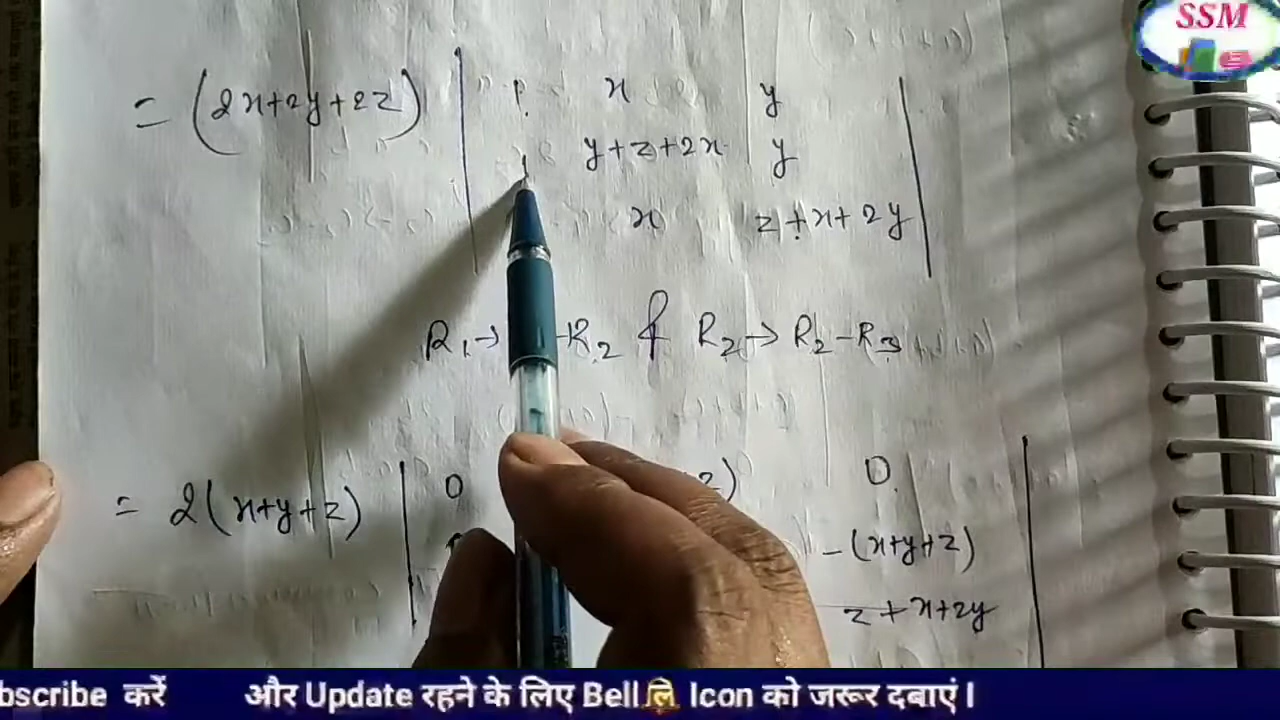 SSM
= (2x+2y+2z) | 1 x y |
1 y+z+2x y
x z+x+2y
R1→ -R2 & R2→R2-R3
= 2(x+y+z) | 0 z) 0 |
-(x+y+z)
z+x+2y
bscribe करें और Update रहने के लिए Bell Icon को जरूर दबाएं।